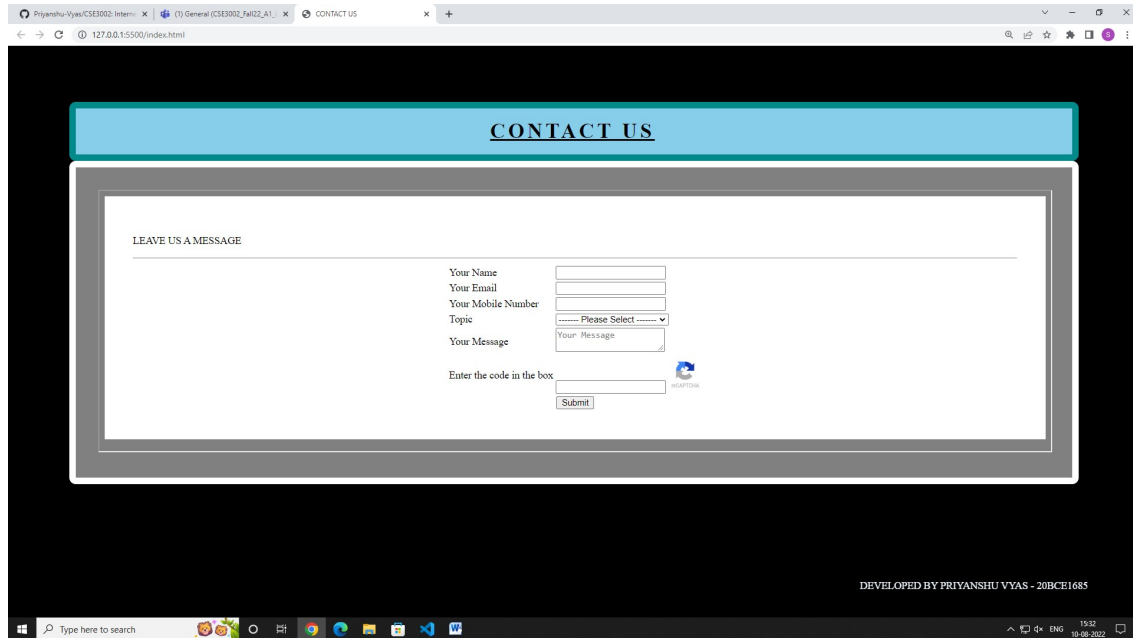 Priyanshu-Vyas/CSE3002: Interne
(1) General (CSE3002_Fall22_A1_
CONTACT US
127.0.0.1:5500/index.html
S
CONTACT US
LEAVE US A MESSAGE
Your Name
Your Email
Your Mobile Number
Topic ------- Please Select -------
Your Message Your Message
Enter the code in the box
reCAPTCHA
Submit
DEVELOPED BY PRIYANSHU VYAS - 20BCE1685
Type here to search
W
ENG
15:32
10-08-2022